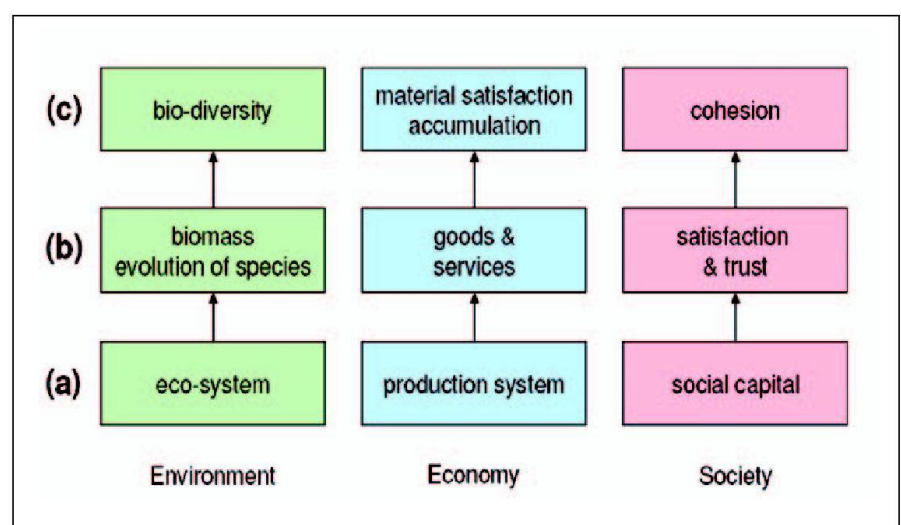 (c)
bio-diversity
material satisfaction
accumulation
cohesion
(b)
biomass
evolution of species
goods &
services
satisfaction
& trust
(a)
eco-system
production system
social capital
Environment
Economy
Society